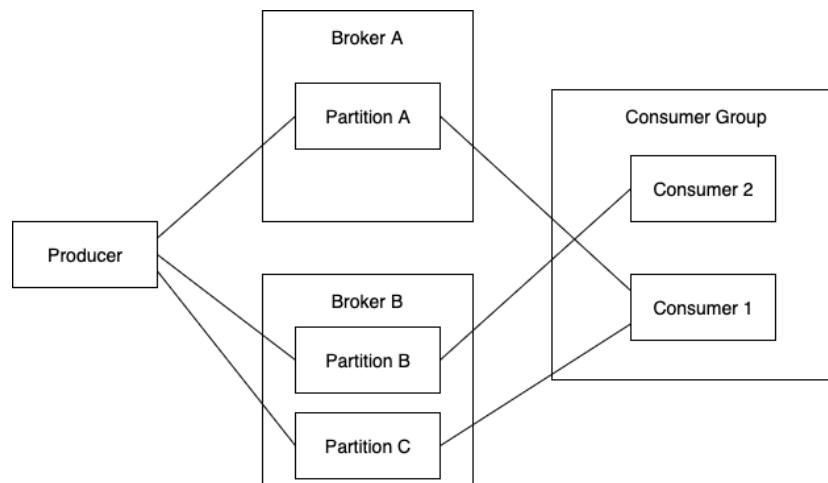 Broker A
Partition A
Consumer Group
Consumer 2
Producer
Broker B
Consumer 1
Partition B
Partition C